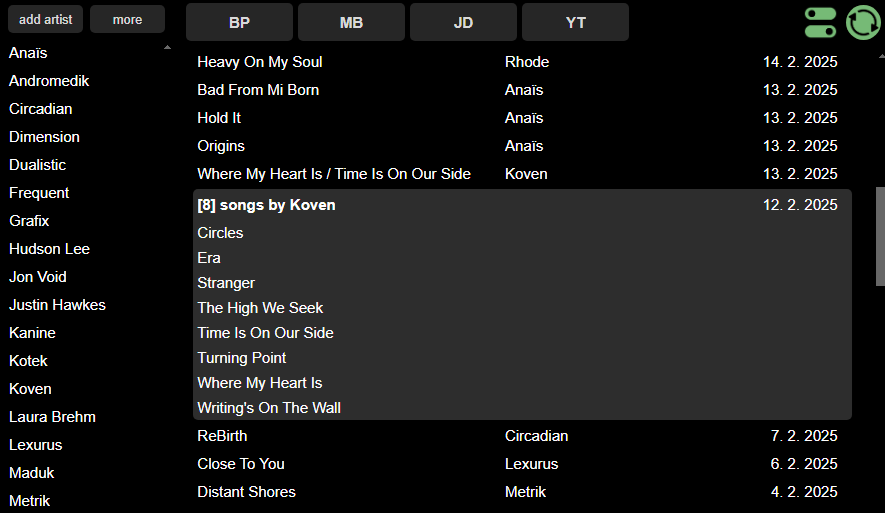 add artist more BP MB JD YT
Anaïs
Andromedik
Circadian
Dimension
Dualistic
Frequent
Grafix
Hudson Lee
Jon Void
Justin Hawkes
Kanine
Kotek
Koven
Laura Brehm
Lexurus
Maduk
Metrik
Heavy On My Soul Rhode 14. 2. 2025
Bad From Mi Born Anaïs 13. 2. 2025
Hold It Anaïs 13. 2. 2025
Origins Anaïs 13. 2. 2025
Where My Heart Is / Time Is On Our Side Koven 13. 2. 2025
[8] songs by Koven 12. 2. 2025
Circles
Era
Stranger
The High We Seek
Time Is On Our Side
Turning Point
Where My Heart Is
Writing's On The Wall
ReBirth Circadian 7. 2. 2025
Close To You Lexurus 6. 2. 2025
Distant Shores Metrik 4. 2. 2025